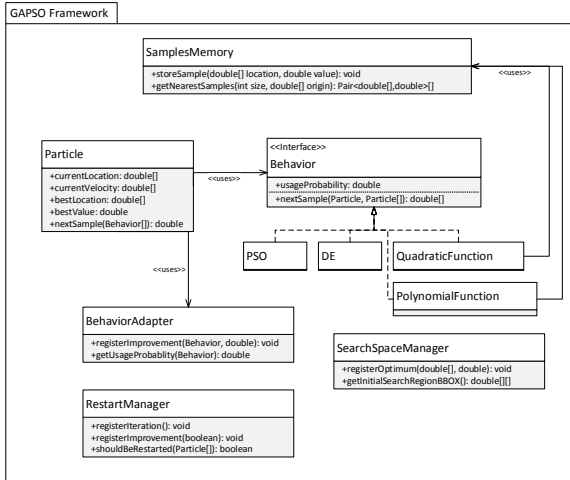 GAPSO Framework
SamplesMemory
+storeSample(double[] location, double value): void
+getNearestSamples(int size, double[] origin): Pair<double[],double>[]
<<uses>>
<<Interface>>
Behavior
+usageProbability: double
+nextSample(Particle, Particle[]): double[]
Particle
+currentLocation: double[]
+currentVelocity: double[]
+bestLocation: double[]
+bestValue: double
+nextSample(Behavior[]): double
<<uses>>
PSO
DE
QuadraticFunction
PolynomialFunction
<<uses>>
BehaviorAdapter
+registerImprovement(Behavior, double): void
+getUsageProbablity(Behavior): double
SearchSpaceManager
+registerOptimum(double[], double): void
+getInitialSearchRegionBBOX(): double[][]
RestartManager
+registerIteration(): void
+registerImprovement(boolean): void
+shouldBeRestarted(Particle[]): boolean